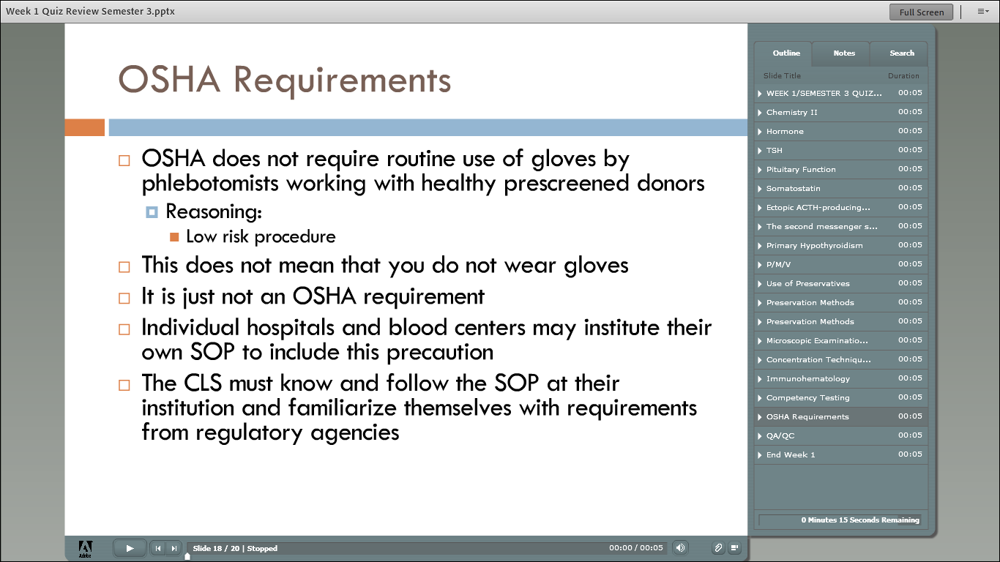 Week 1 Quiz Review Semester 3.pptx
Full Screen
OSHA Requirements
OSHA does not require routine use of gloves by
phlebotomists working with healthy prescreened donors
Reasoning:
Low risk procedure
This does not mean that you do not wear gloves
It is just not an OSHA requirement
Individual hospitals and blood centers may institute their
own SOP to include this precaution
The CLS must know and follow the SOP at their
institution and familiarize themselves with requirements
from regulatory agencies
Outline Notes Search
Slide Title Duration
WEEK 1/SEMESTER 3 QUIZ... 00:05
Chemistry II 00:05
Hormone 00:05
TSH 00:05
Pituitary Function 00:05
Somatostatin 00:05
Ectopic ACTH-producing... 00:05
The second messenger s... 00:05
Primary Hypothyroidism 00:05
P/M/V 00:05
Use of Preservatives 00:05
Preservation Methods 00:05
Preservation Methods 00:05
Microscopic Examinatio... 00:05
Concentration Techniqu... 00:05
Immunohematology 00:05
Competency Testing 00:05
OSHA Requirements 00:05
QA/QC 00:05
End Week 1 00:05
0 Minutes 15 Seconds Remaining
Adobe
Slide 18 / 20 | Stopped 00:00 / 00:05